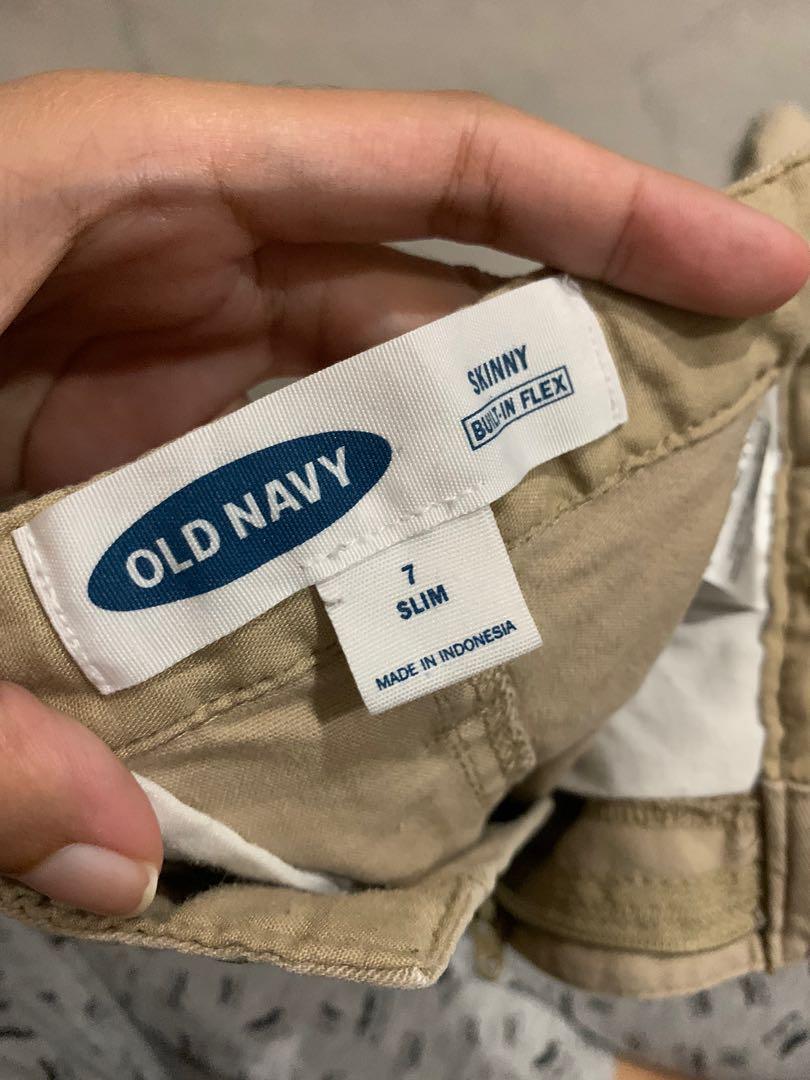 OLD NAVY
SKINNY
BUILT-IN FLEX
7
SLIM
MADE IN INDONESIA